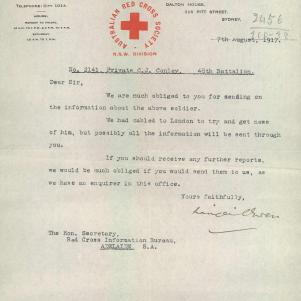 DALTON HOUSE,
115 PITT STREET,
SYDNEY.
AUSTRALIAN RED CROSS SOCIETY
N.S.W. DIVISION
7th August, 1917.
No. 2141 Private C.J. Conley, 45th Battalion.
Dear Sir,
We are much obliged to you for sending on
the information about the above soldier.
We had cabled to London to try and get news
of him, but possibly all the information will be sent through
you.
If you should receive any further reports,
we would be much obliged if you would send them to us, as
we have an enquirer in this office.
Yours faithfully,
The Hon. Secretary,
Red Cross Information Bureau,
ADELAIDE S.A.